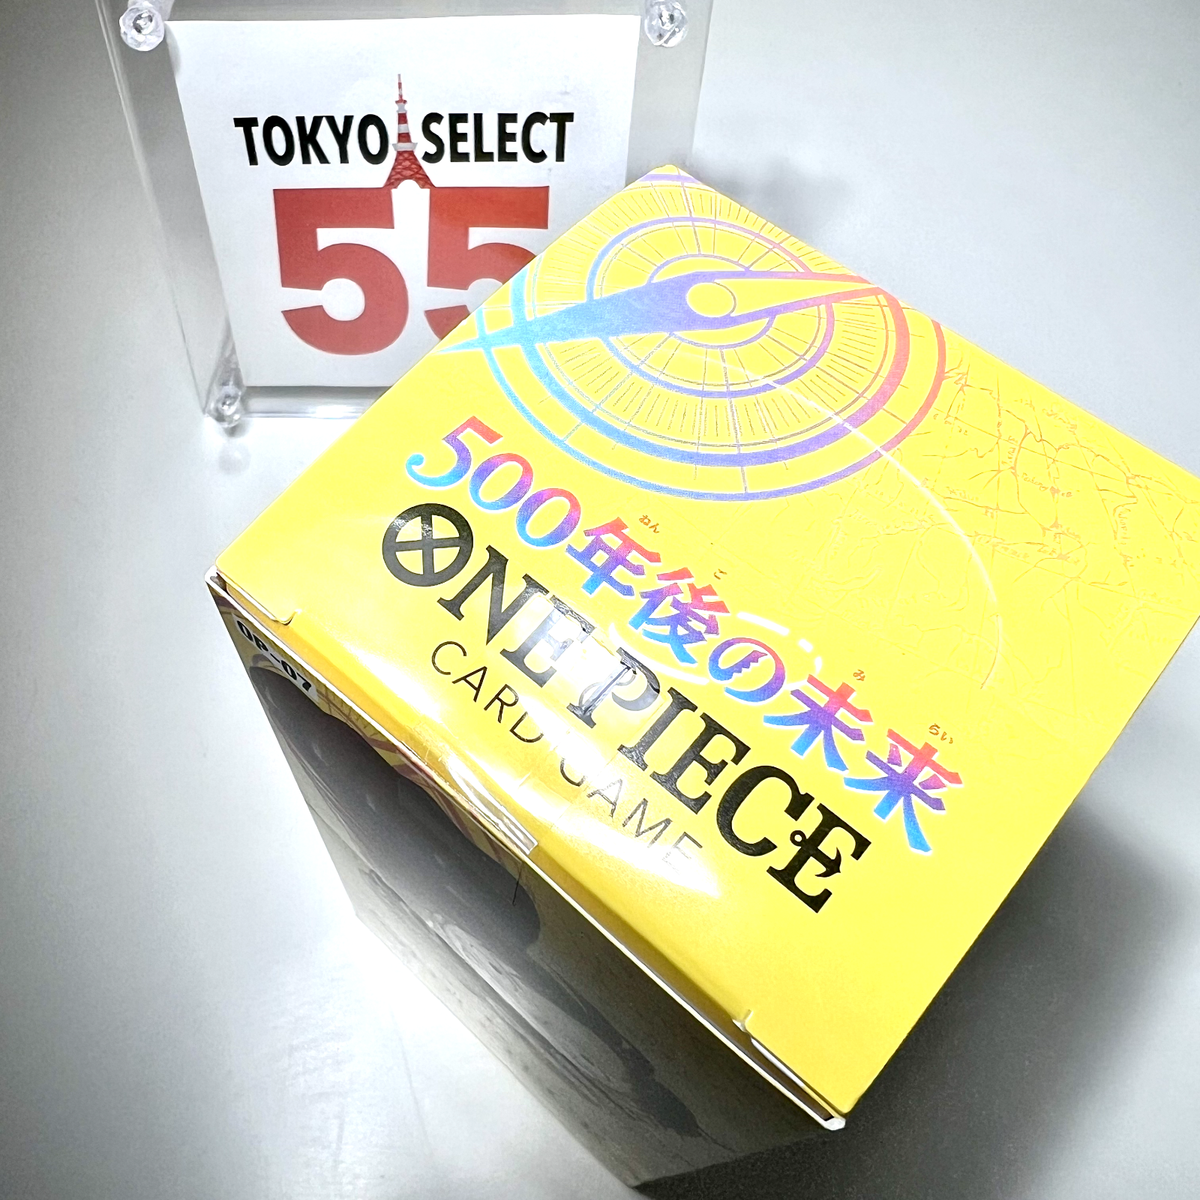 TOKYO SELECT
55
500年後の未来
ねん ご み らい
ONE PIECE
CARD GAME
OP-07